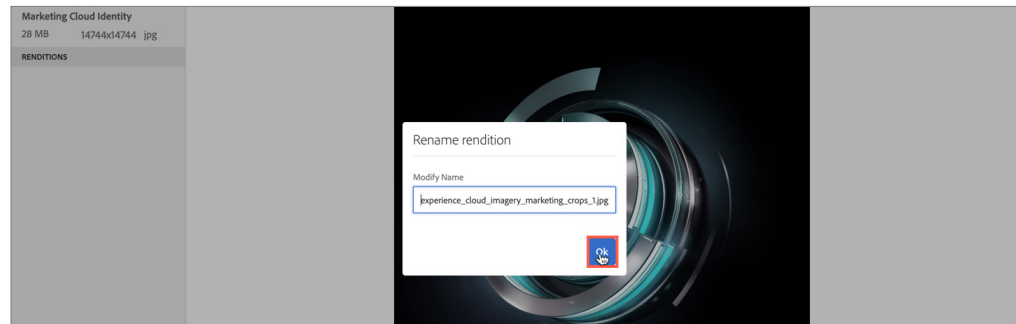 Marketing Cloud Identity
28 MB 14744x14744 jpg
RENDITIONS
Rename rendition
Modify Name
experience_cloud_imagery_marketing_crops_1.jpg
Ok